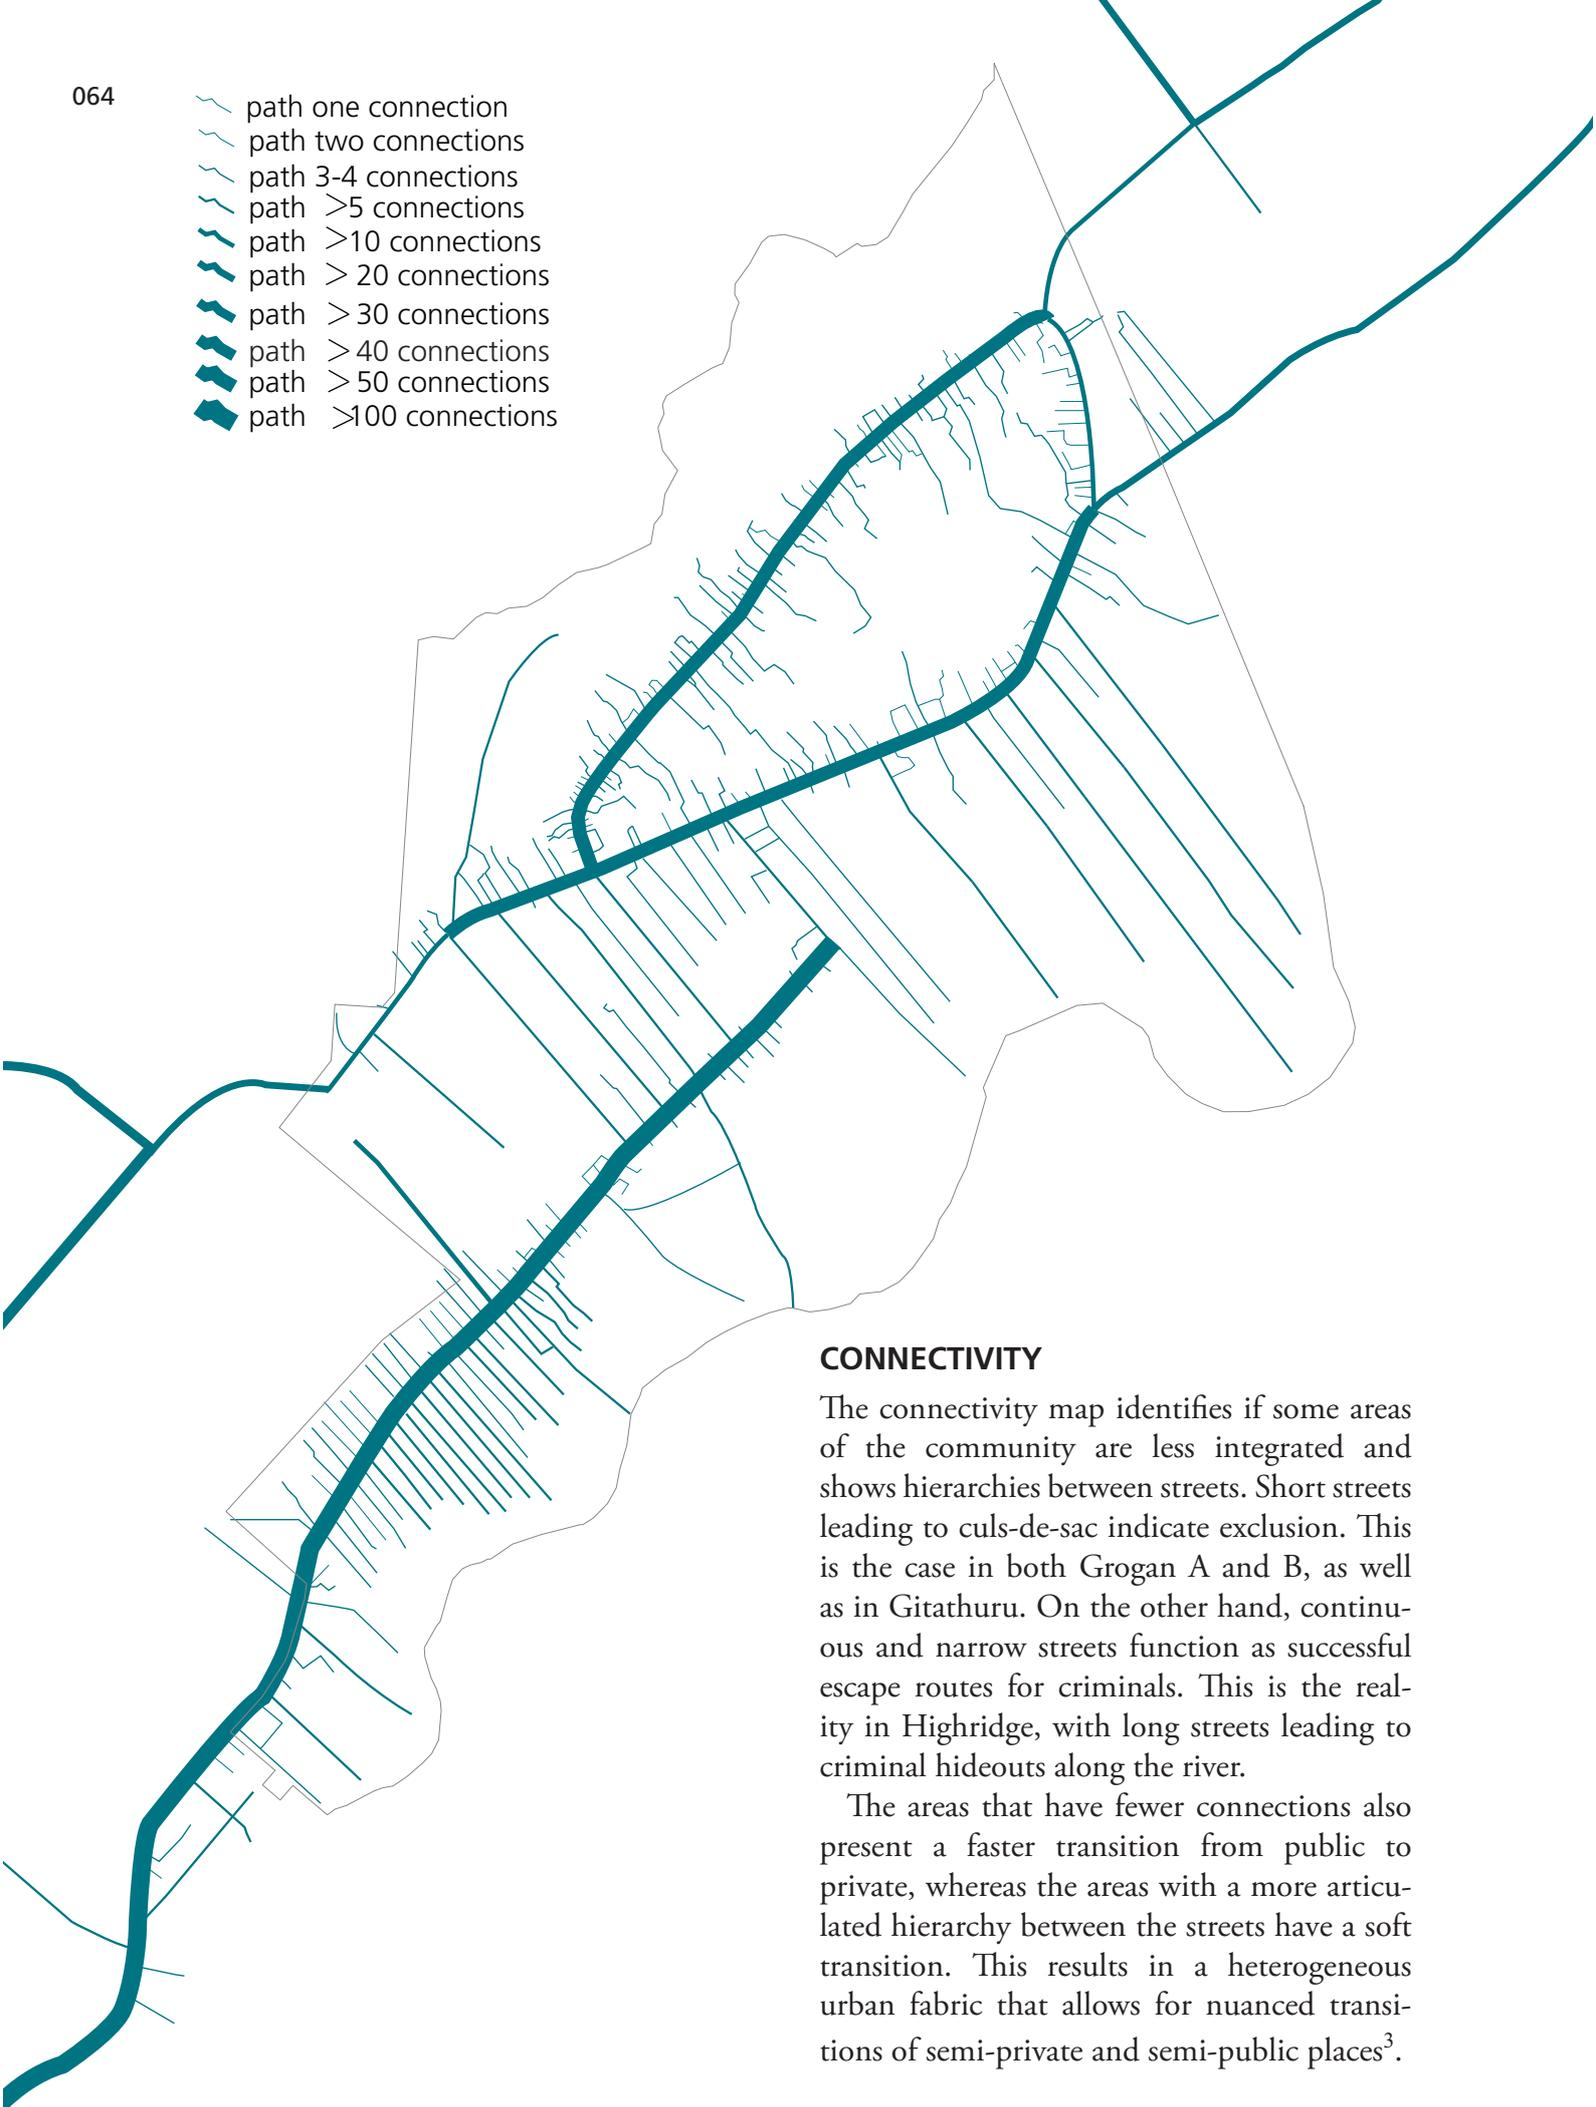 064
path one connection
path two connections
path 3-4 connections
path >5 connections
path >10 connections
path > 20 connections
path > 30 connections
path > 40 connections
path > 50 connections
path >100 connections
CONNECTIVITY
The connectivity map identifies if some areas
of the community are less integrated and
shows hierarchies between streets. Short streets
leading to culs-de-sac indicate exclusion. This
is the case in both Grogan A and B, as well
as in Gitathuru. On the other hand, continu-
ous and narrow streets function as successful
escape routes for criminals. This is the real-
ity in Highridge, with long streets leading to
criminal hideouts along the river.
The areas that have fewer connections also
present a faster transition from public to
private, whereas the areas with a more articu-
lated hierarchy between the streets have a soft
transition. This results in a heterogeneous
urban fabric that allows for nuanced transi-
tions of semi-private and semi-public places³.